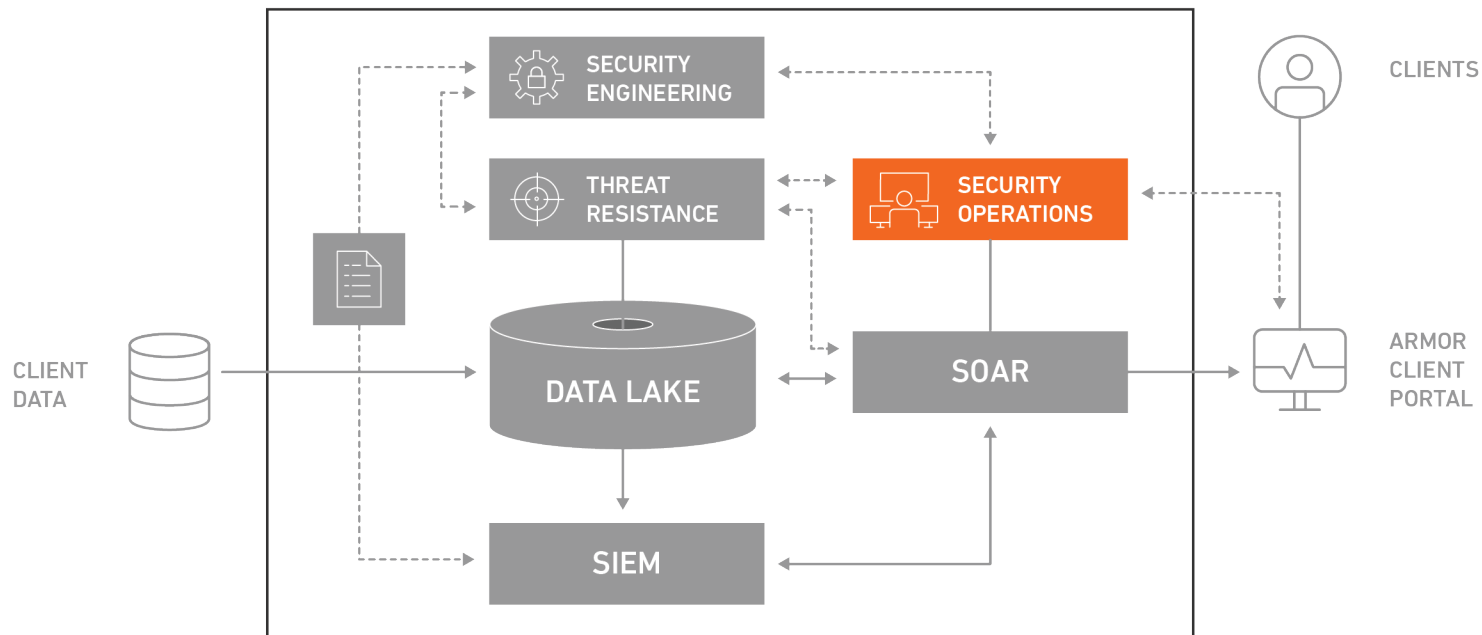 SECURITY
ENGINEERING
CLIENTS
THREAT
RESISTANCE
SECURITY
OPERATIONS
CLIENT
DATA
DATA LAKE
SOAR
ARMOR
CLIENT
PORTAL
SIEM